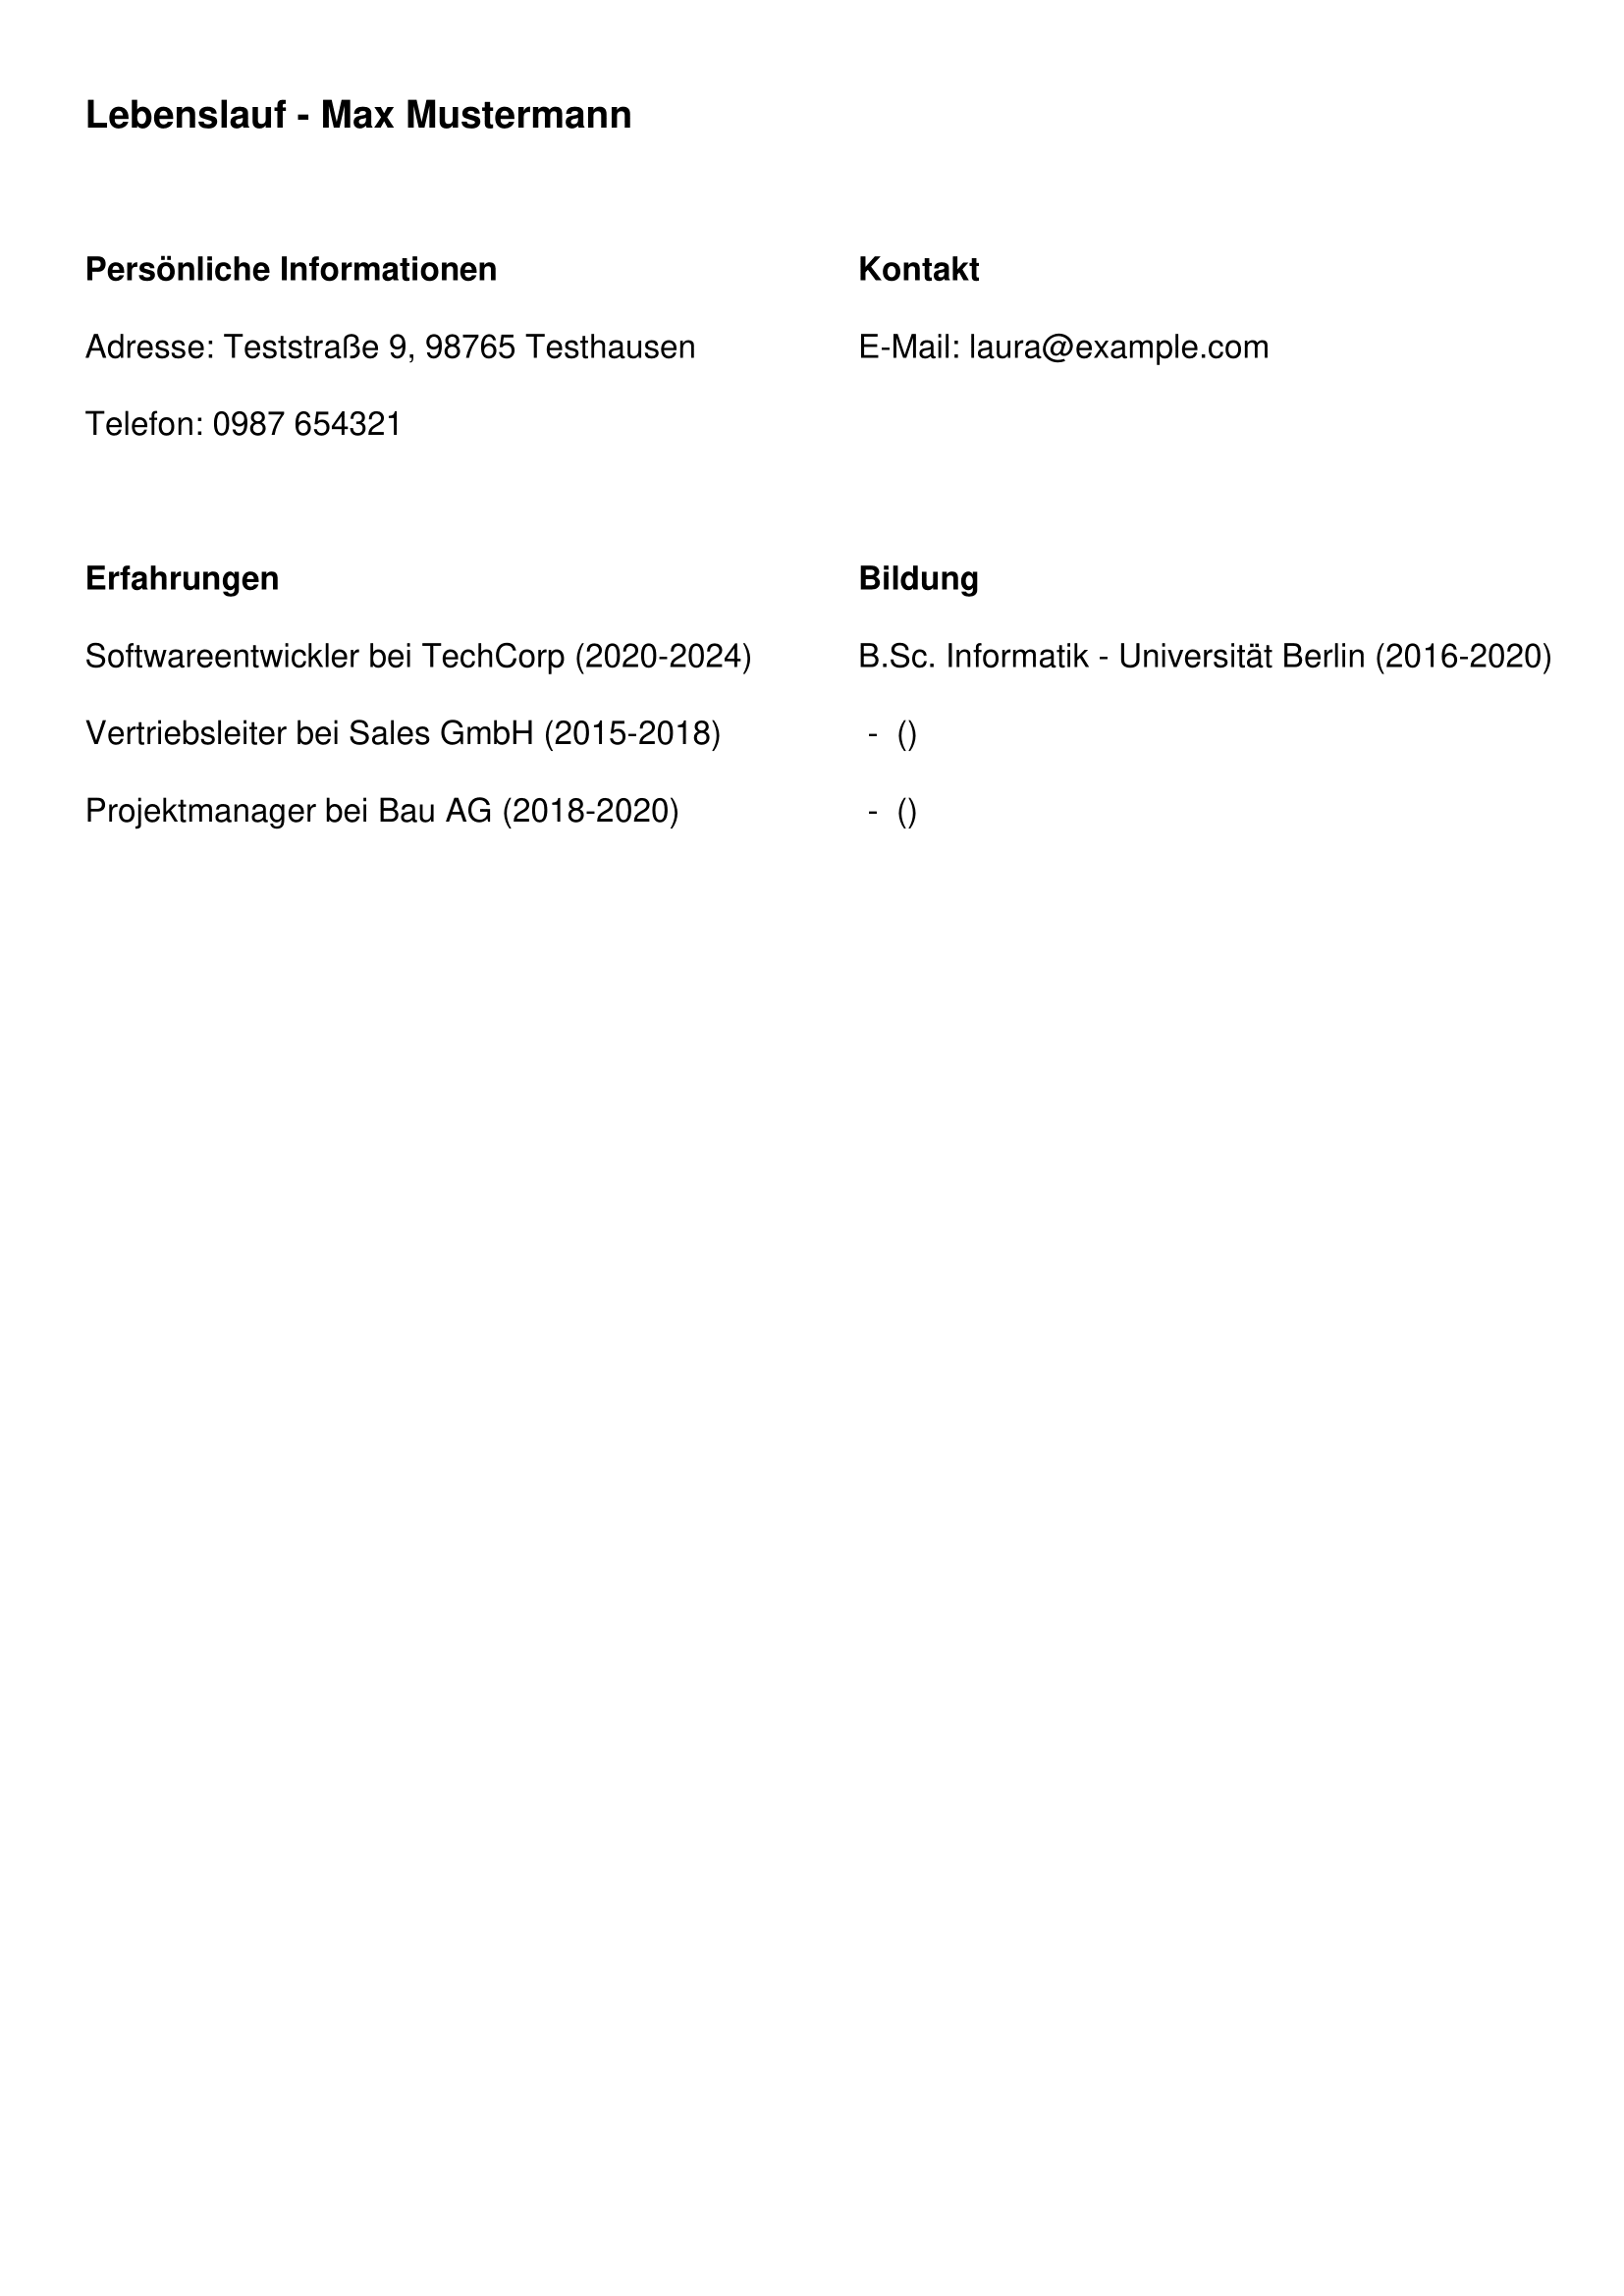 Lebenslauf - Max Mustermann
Persönliche Informationen
Adresse: Teststraße 9, 98765 Testhausen
Telefon: 0987 654321
Kontakt
E-Mail: laura@example.com
Erfahrungen
Softwareentwickler bei TechCorp (2020-2024)
Vertriebsleiter bei Sales GmbH (2015-2018)
Projektmanager bei Bau AG (2018-2020)
Bildung
B.Sc. Informatik - Universität Berlin (2016-2020)
- ()
- ()